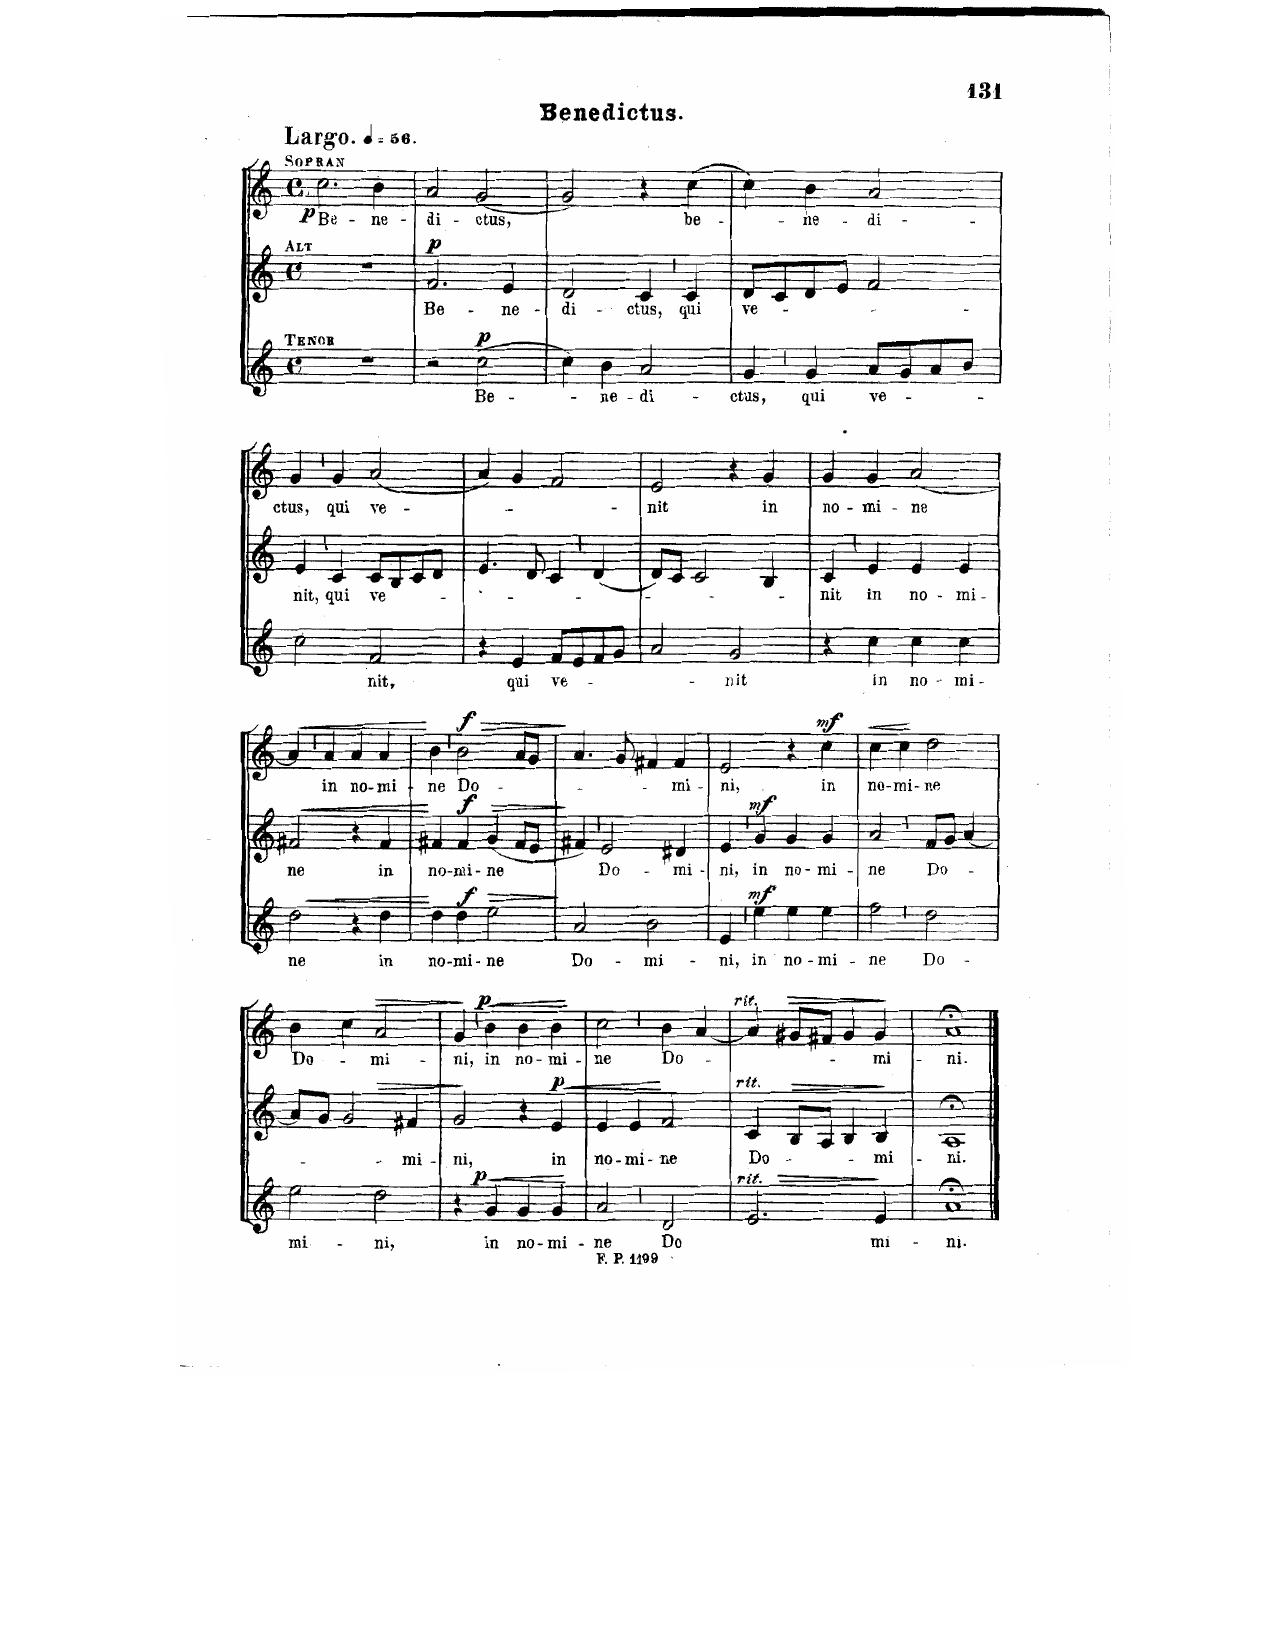 131
Benedictus.
Largo. ♩ = 56.
SOPRAN
p Be - ne - di - ctus, be - - ne - di -
ALT
p
Be - ne - di - ctus, qui ve - - -
TENOR
p
Be - - ne - di - ctus, qui ve - -
ctus, qui ve - - - nit in no - mi - ne
nit, qui ve - - - - - - nit in no - mi -
nit, qui ve - - - nit in no - mi -
f mf
in no - mi - ne Do - - - mi - ni, in no - mi - ne
f mf
ne in no - mi - ne Do - mi - ni, in no - mi - ne Do -
f mf
ne in no - mi - ne Do - mi - ni, in no - mi - ne Do -
p rit.
Do - mi - ni, in no - mi - ne Do - - - mi - ni.
p rit.
- - mi - ni, in no - mi - ne Do - - mi - ni.
p rit.
mi - ni, in no - mi - ne Do mi - ni.
F. P. 1199